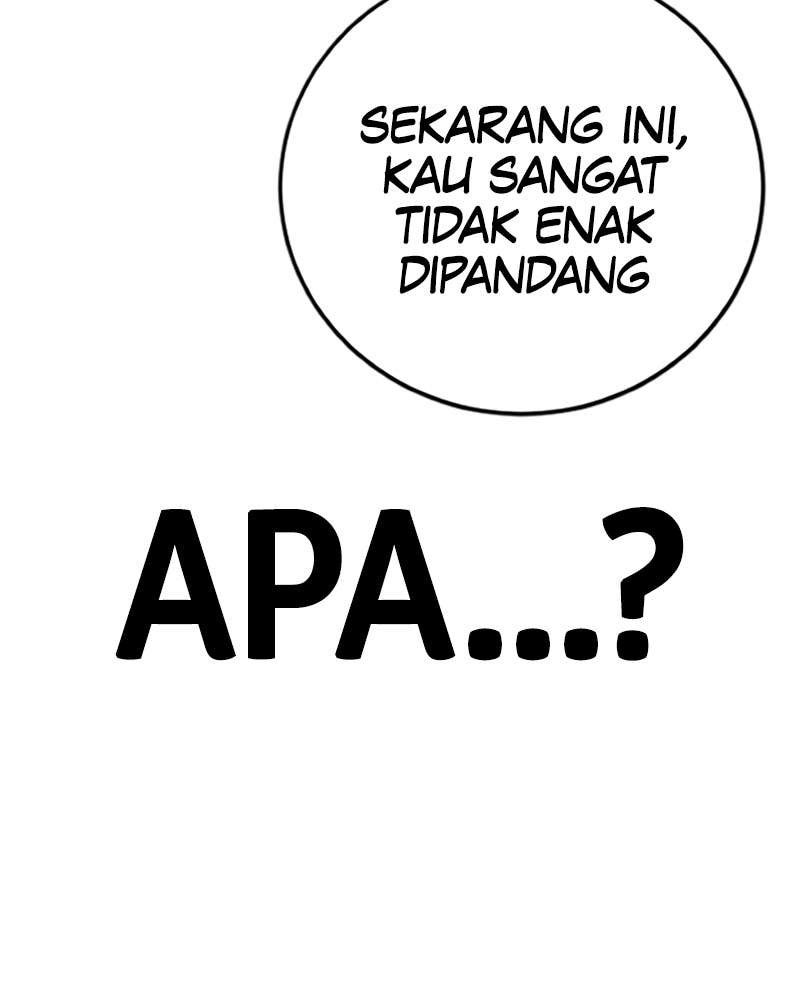 SEKARANG INI,
KAU SANGAT
TIDAK ENAK
DIPANDANG
APA...?